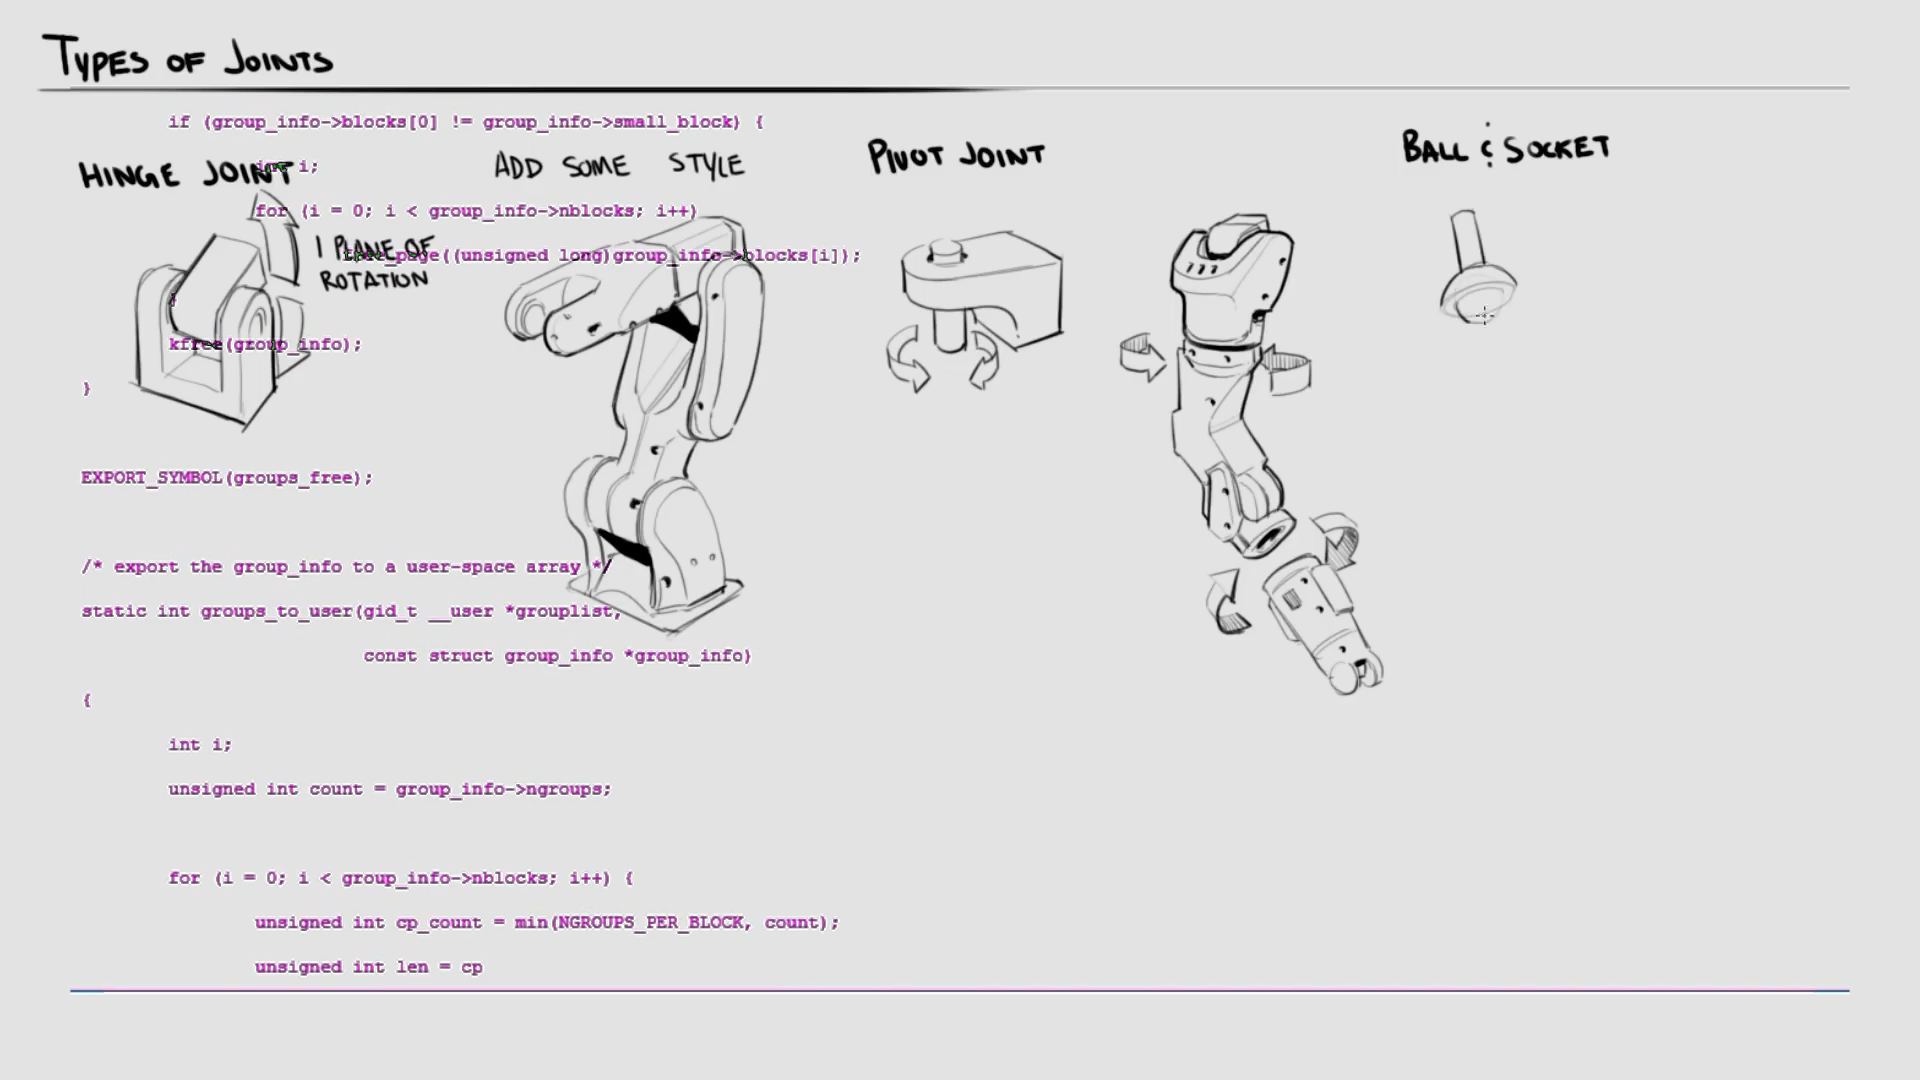 TYPES OF JOINTS
if (group_info->blocks[0] != group_info->small_block) {
HINGE JOINT
int i;
ADD SOME STYLE
PIVOT JOINT
BALL & SOCKET
for (i = 0; i < group_info->nblocks; i++)
1 PLANE OF
ROTATION
free_page((unsigned long)group_info->blocks[i]);
}
kfree(group_info);
}
EXPORT_SYMBOL(groups_free);
/* export the group_info to a user-space array */
static int groups_to_user(gid_t __user *grouplist,
const struct group_info *group_info)
{
int i;
unsigned int count = group_info->ngroups;
for (i = 0; i < group_info->nblocks; i++) {
unsigned int cp_count = min(NGROUPS_PER_BLOCK, count);
unsigned int len = cp